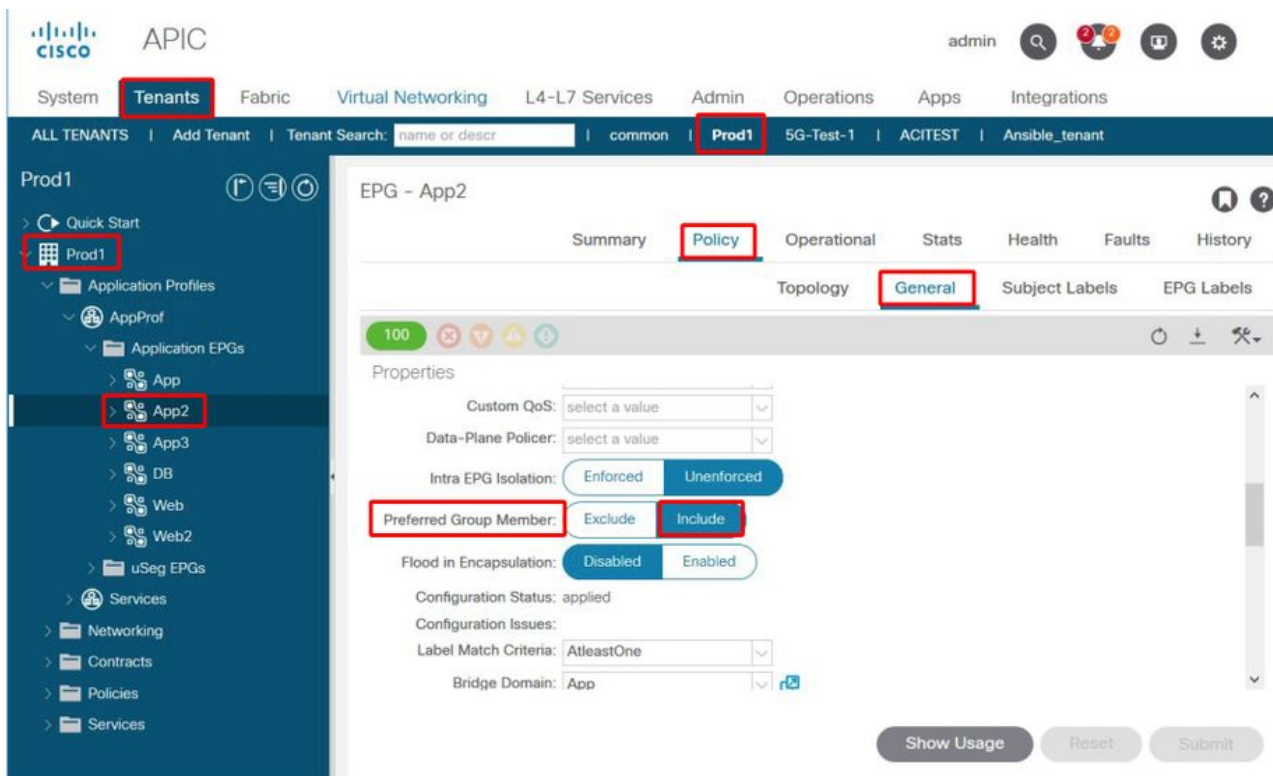 CISCO APIC admin 2 2
System Tenants Fabric Virtual Networking L4-L7 Services Admin Operations Apps Integrations
ALL TENANTS | Add Tenant | Tenant Search: name or descr | common | Prod1 5G-Test-1 | ACITEST | Ansible_tenant
Prod1
Quick Start
Prod1
Application Profiles
AppProf
Application EPGs
App
App2
App3
DB
Web
Web2
uSeg EPGs
Services
Networking
Contracts
Policies
Services
EPG - App2
Summary Policy Operational Stats Health Faults History
Topology General Subject Labels EPG Labels
100
Properties
Custom QoS: select a value
Data-Plane Policer: select a value
Intra EPG Isolation: Enforced Unenforced
Preferred Group Member: Exclude Include
Flood in Encapsulation: Disabled Enabled
Configuration Status: applied
Configuration Issues:
Label Match Criteria: AtleastOne
Bridge Domain: App
Show Usage Reset Submit